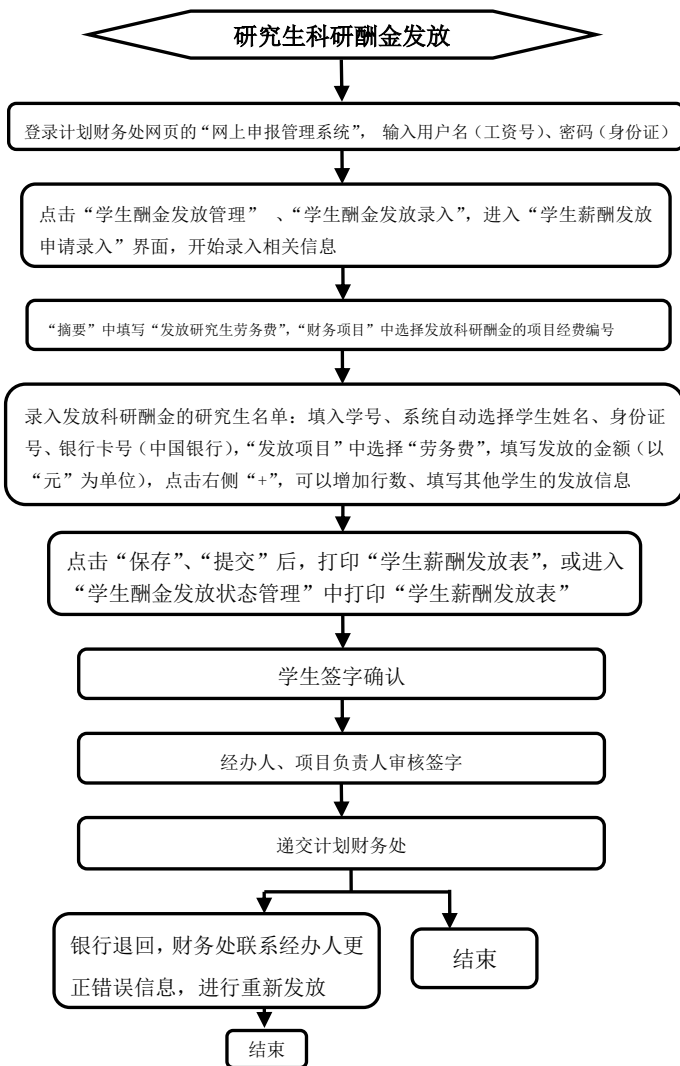 研究生科研酬金发放
登录计划财务处网页的“网上申报管理系统”， 输入用户名（工资号）、密码（身份证）
点击“学生酬金发放管理” 、“学生酬金发放录入”，进入“学生薪酬发放
申请录入”界面，开始录入相关信息
“摘要”中填写“发放研究生劳务费”，“财务项目”中选择发放科研酬金的项目经费编号
录入发放科研酬金的研究生名单：填入学号、系统自动选择学生姓名、身份证
号、银行卡号（中国银行），“发放项目”中选择“劳务费”，填写发放的金额（以
“元”为单位），点击右侧“+”，可以增加行数、填写其他学生的发放信息
点击“保存”、“提交”后，打印“学生薪酬发放表”，或进入
“学生酬金发放状态管理”中打印“学生薪酬发放表”
学生签字确认
经办人、项目负责人审核签字
递交计划财务处
银行退回，财务处联系经办人更
正错误信息，进行重新发放
结束
结束